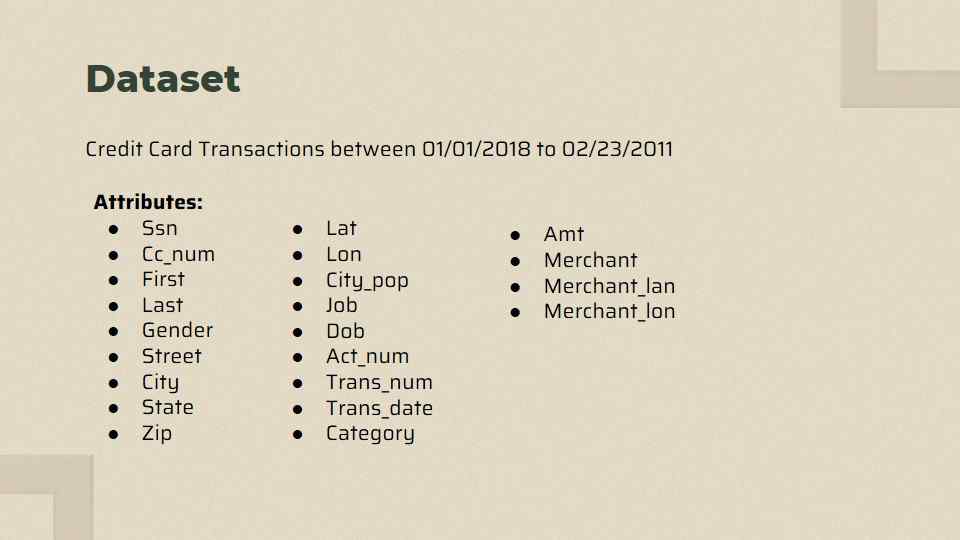 Dataset
Credit Card Transactions between 01/01/2018 to 02/23/2011
Attributes:
● Ssn
● Cc_num
● First
● Last
● Gender
● Street
● City
● State
● Zip
● Lat
● Lon
● City_pop
● Job
● Dob
● Act_num
● Trans_num
● Trans_date
● Category
● Amt
● Merchant
● Merchant_lan
● Merchant_lon